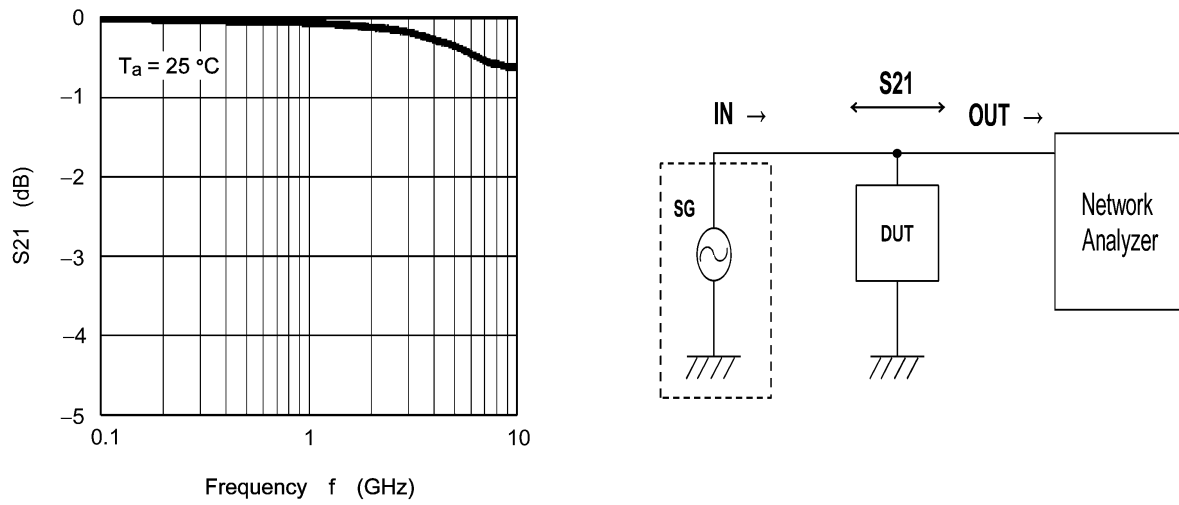 0
Ta = 25 °C
−1
−2
−3
−4
−5
S21 (dB)
0.1
1
10
Frequency f (GHz)
S21
IN →
OUT →
SG
DUT
Network
Analyzer